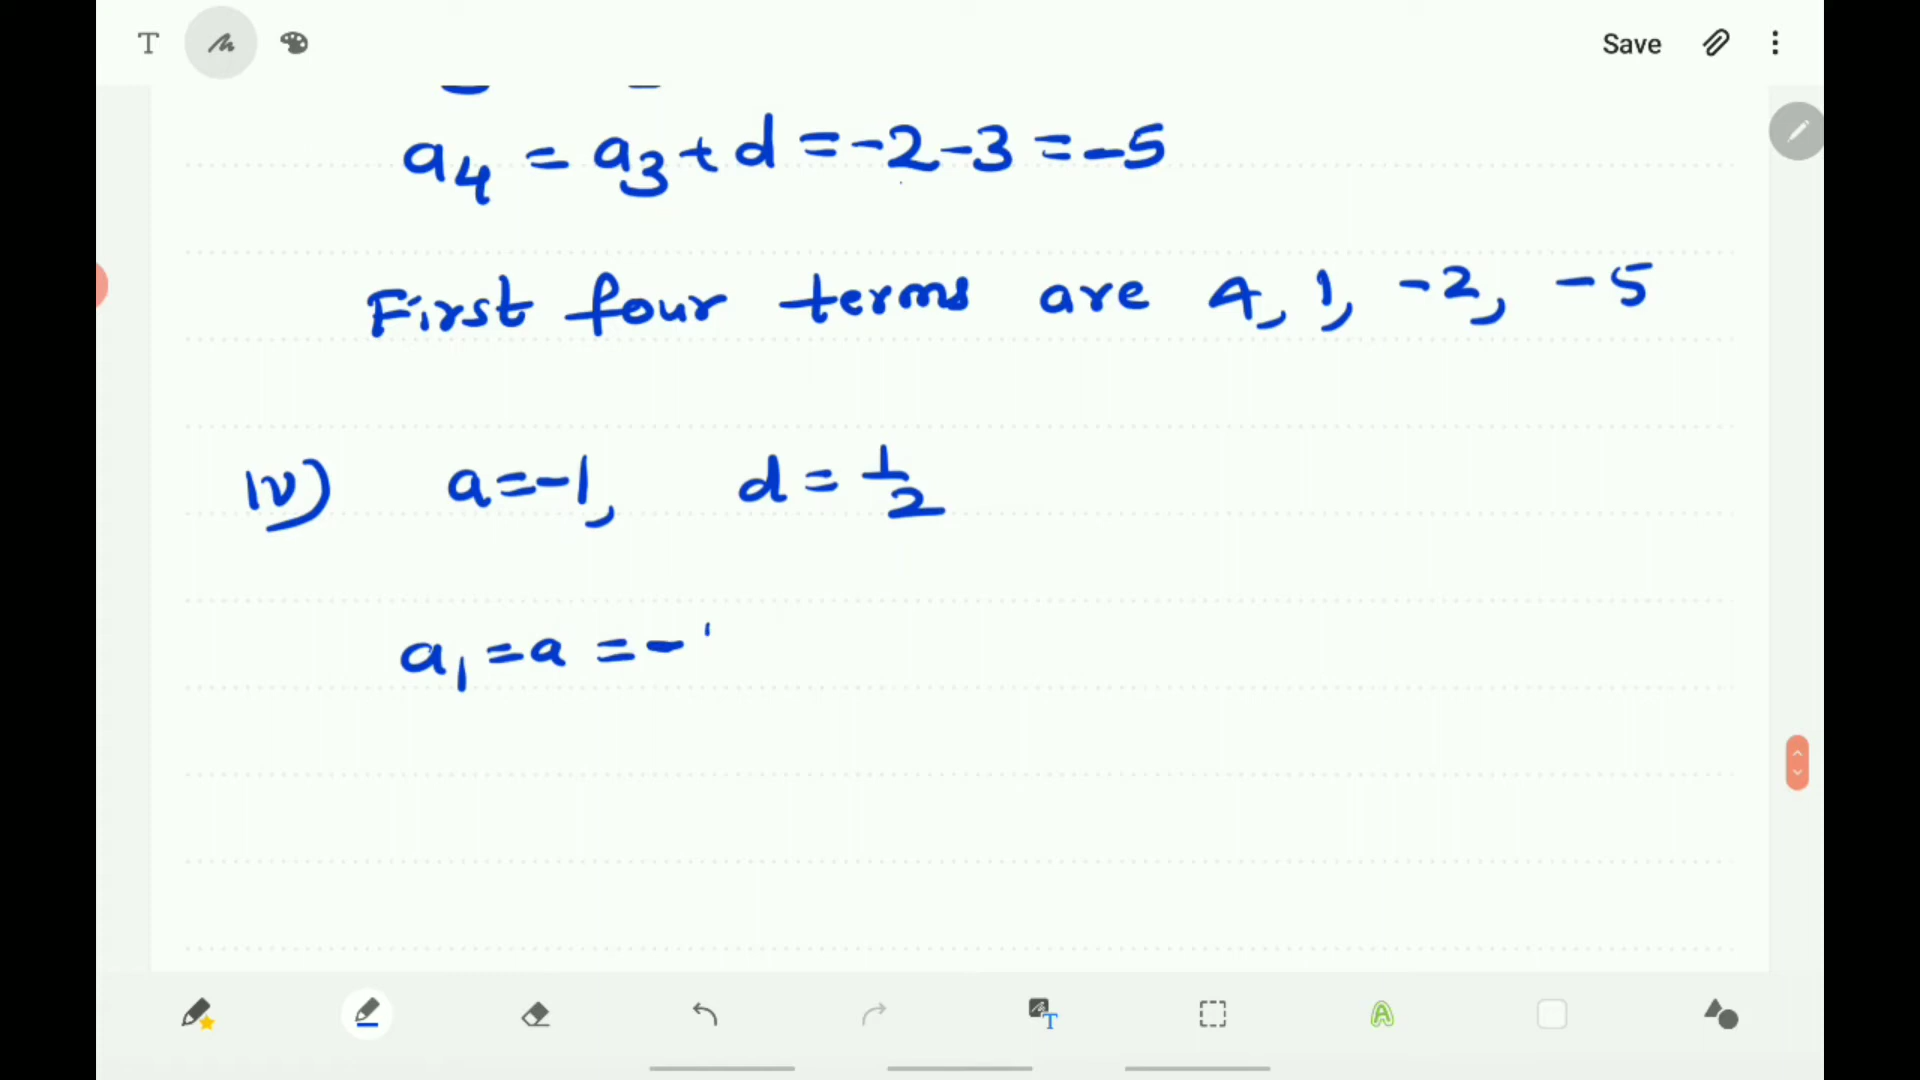 T Save
a4 = a3 + d = -2 - 3 = -5
First four terms are 4, 1, -2, -5
iv) a = -1, d = 1/2
a1 = a = -
T A